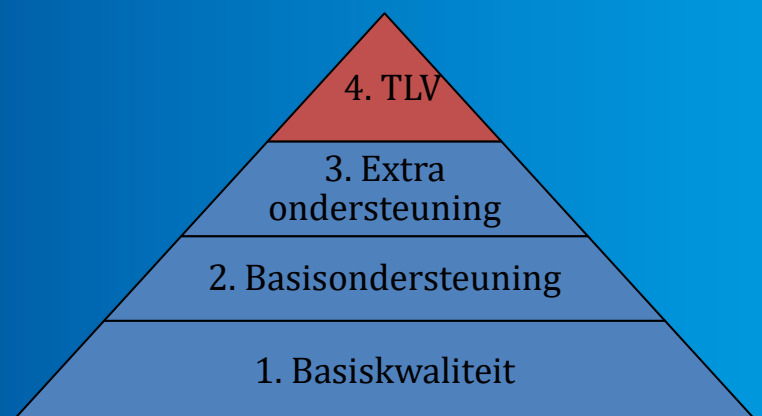 4. TLV
3. Extra
ondersteuning
2. Basisondersteuning
1. Basiskwaliteit